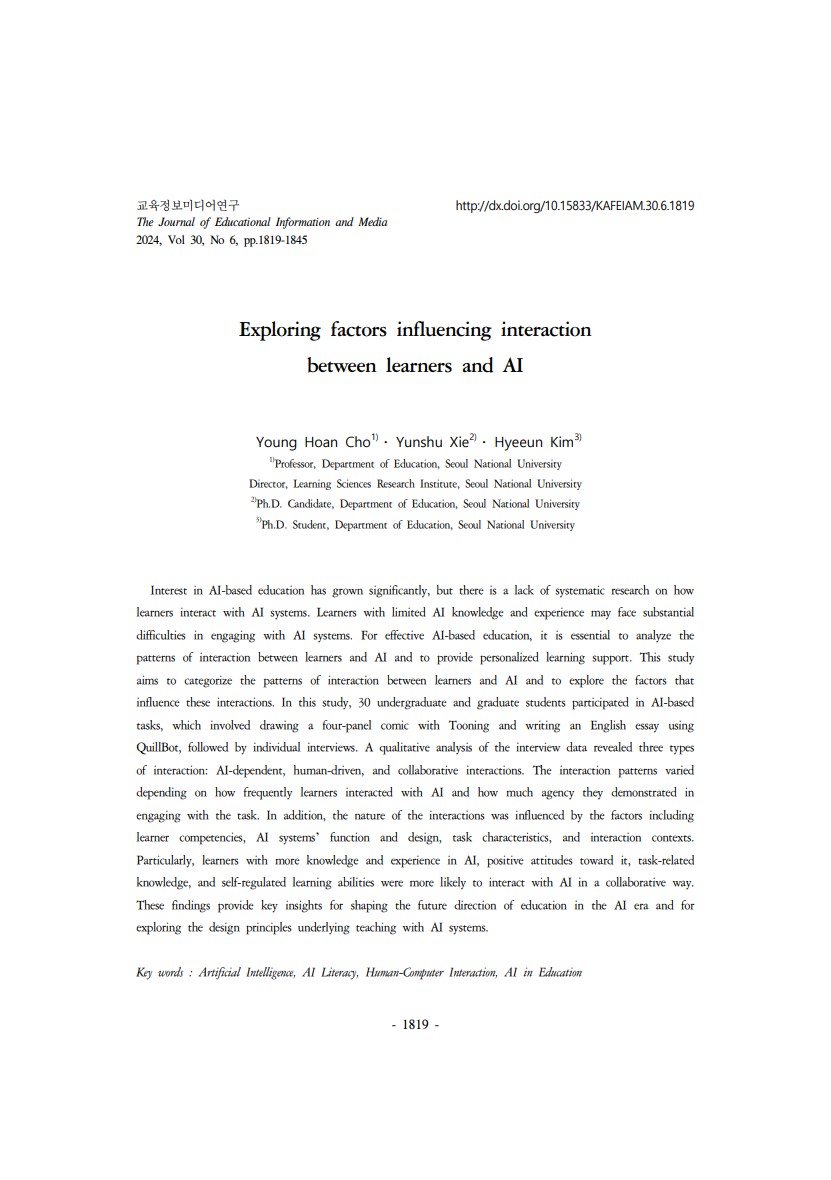 교육정보미디어연구
http://dx.doi.org/10.15833/KAFEIAM.30.6.1819
The Journal of Educational Information and Media
2024, Vol 30, No 6, pp.1819-1845
Exploring factors influencing interaction
between learners and AI
Young Hoan Cho1)· Yunshu Xie2)· Hyeeun Kim3)
1)Professor, Department of Education, Seoul National University
Director, Learning Sciences Research Institute, Seoul National University
2)Ph.D. Candidate, Department of Education, Seoul National University
3)Ph.D. Student, Department of Education, Seoul National University
Interest in AI-based education has grown significantly, but there is a lack of systematic research on how
learners interact with AI systems. Learners with limited AI knowledge and experience may face substantial
difficulties in engaging with AI systems. For effective AI-based education, it is essential to analyze the
patterns of interaction between learners and AI and to provide personalized learning support. This study
aims to categorize the patterns of interaction between learners and AI and to explore the factors that
influence these interactions. In this study, 30 undergraduate and graduate students participated in AI-based
tasks, which involved drawing a four-panel comic with Tooning and writing an English essay using
QuillBot, followed by individual interviews. A qualitative analysis of the interview data revealed three types
of interaction: AI-dependent, human-driven, and collaborative interactions. The interaction patterns varied
depending on how frequently learners interacted with AI and how much agency they demonstrated in
engaging with the task. In addition, the nature of the interactions was influenced by the factors including
learner competencies, AI systems' function and design, task characteristics, and interaction contexts.
Particularly, learners with more knowledge and experience in AI, positive attitudes toward it, task-related
knowledge, and self-regulated learning abilities were more likely to interact with AI in a collaborative way.
These findings provide key insights for shaping the future direction of education in the AI era and for
exploring the design principles underlying teaching with AI systems.
Key words : Artificial Intelligence, AI Literacy, Human-Computer Interaction, AI in Education
- 1819 -